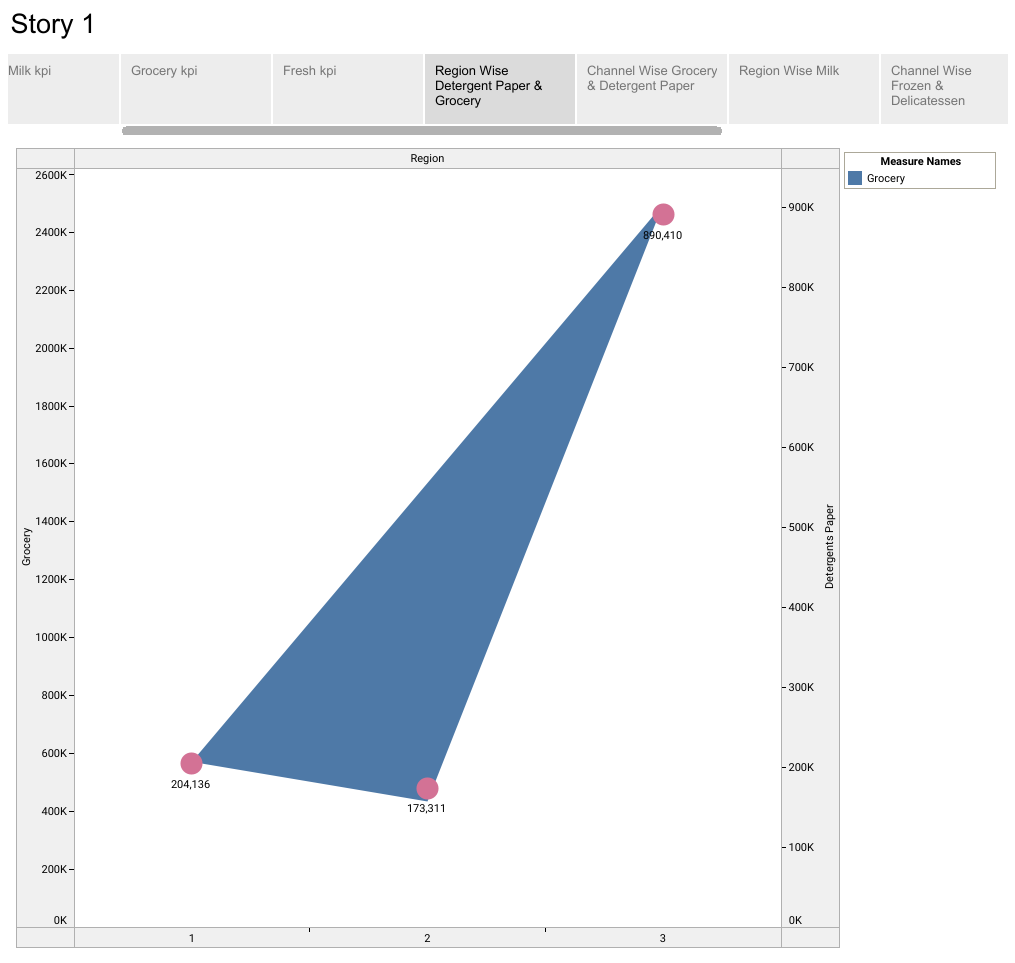 Story 1
Milk kpi
Grocery kpi
Fresh kpi
Region Wise
Detergent Paper &
Grocery
Channel Wise Grocery
& Detergent Paper
Region Wise Milk
Channel Wise
Frozen &
Delicatessen
Region
Measure Names
Grocery
2600K
2400K
2200K
2000K
1800K
1600K
1400K
1200K
1000K
800K
600K
400K
200K
0K
Grocery
890,410
204,136
173,311
900K
800K
700K
600K
500K
400K
300K
200K
100K
0K
Detergents Paper
1
2
3